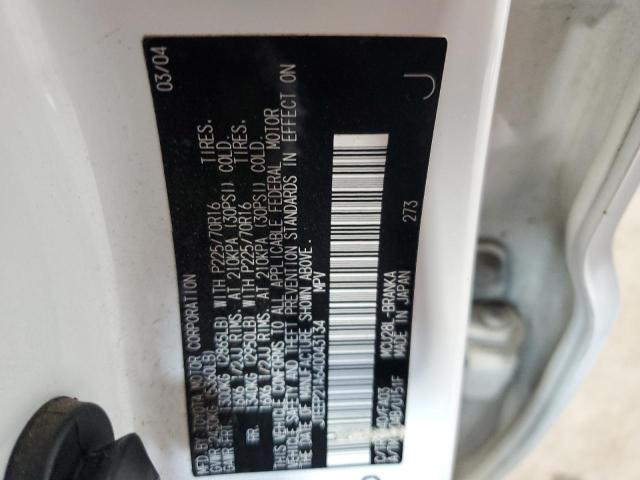 MFD. BY TOYOTA MOTOR CORPORATION 03/04
GVWR 2430KG (5360LB)
GAWR FRT 1300KG (2865LB) WITH P225/70R16 TIRES,
16X6 1/2JJ RIMS, AT 210KPA (30PSI) COLD.
RR 1340KG (2950LB) WITH P225/70R16 TIRES,
16X6 1/2JJ RIMS, AT 210KPA (30PSI) COLD.
THIS VEHICLE CONFORMS TO ALL APPLICABLE FEDERAL MOTOR
VEHICLE SAFETY AND THEFT PREVENTION STANDARDS IN EFFECT ON
THE DATE OF MANUFACTURE SHOWN ABOVE.
JTEEP21A540043134 MPV
273
MCU28L-BRANKA
MADE IN JAPAN
J